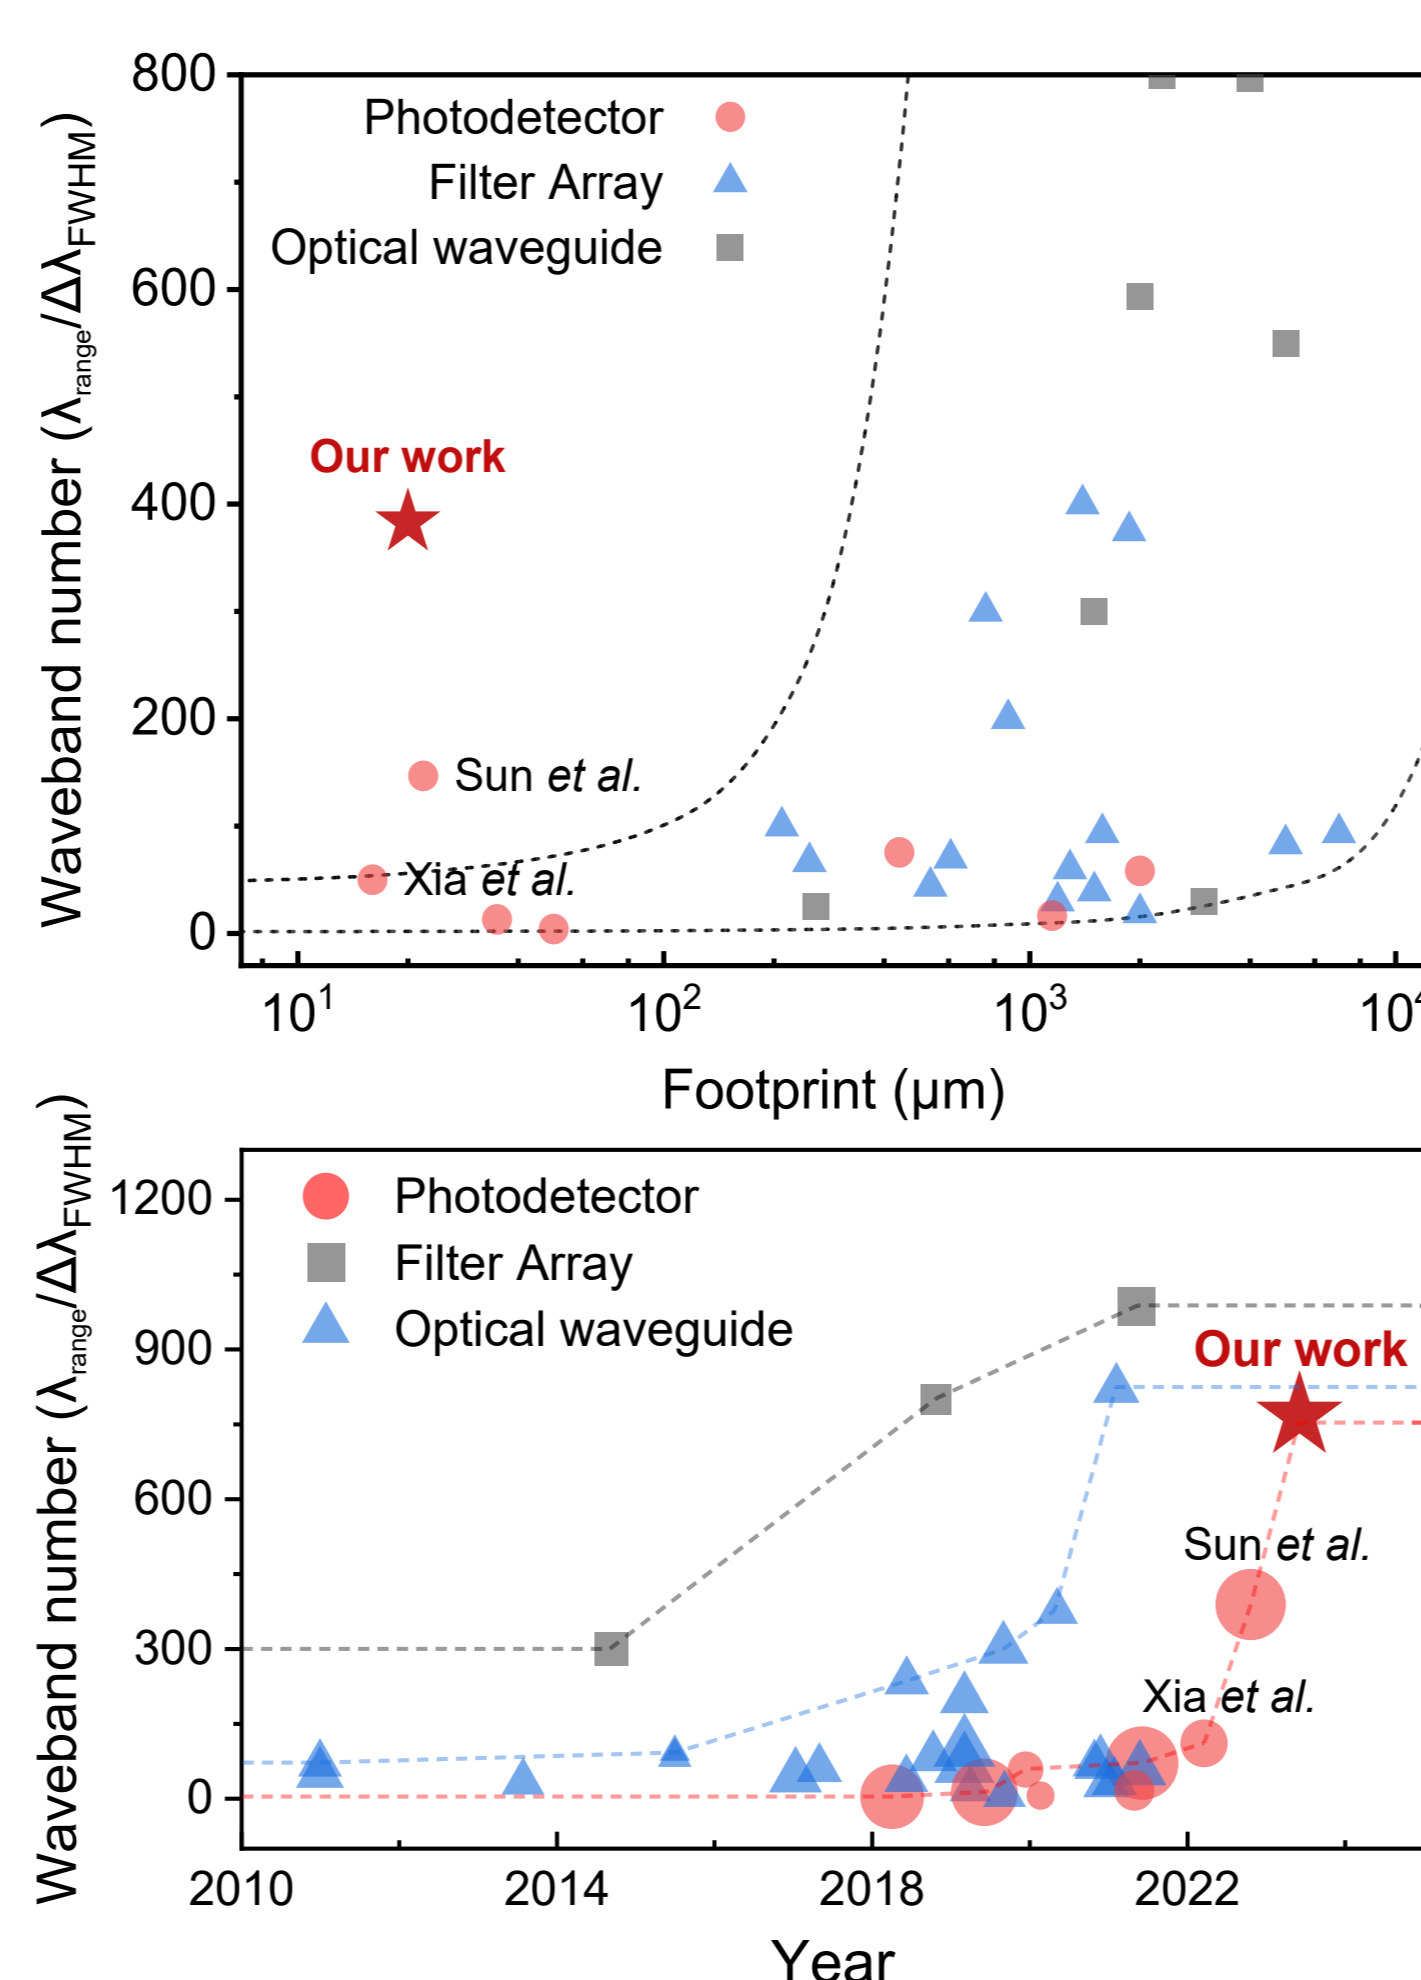 800
600
400
200
0
Waveband number (λrange/ΔλFWHM)
Photodetector
Filter Array
Optical waveguide
Our work
Sun et al.
Xia et al.
10¹ 10² 10³ 10⁴
Footprint (μm)
1200
900
600
300
0
Waveband number (λrange/ΔλFWHM)
Photodetector
Filter Array
Optical waveguide
Our work
Sun et al.
Xia et al.
2010 2014 2018 2022
Year